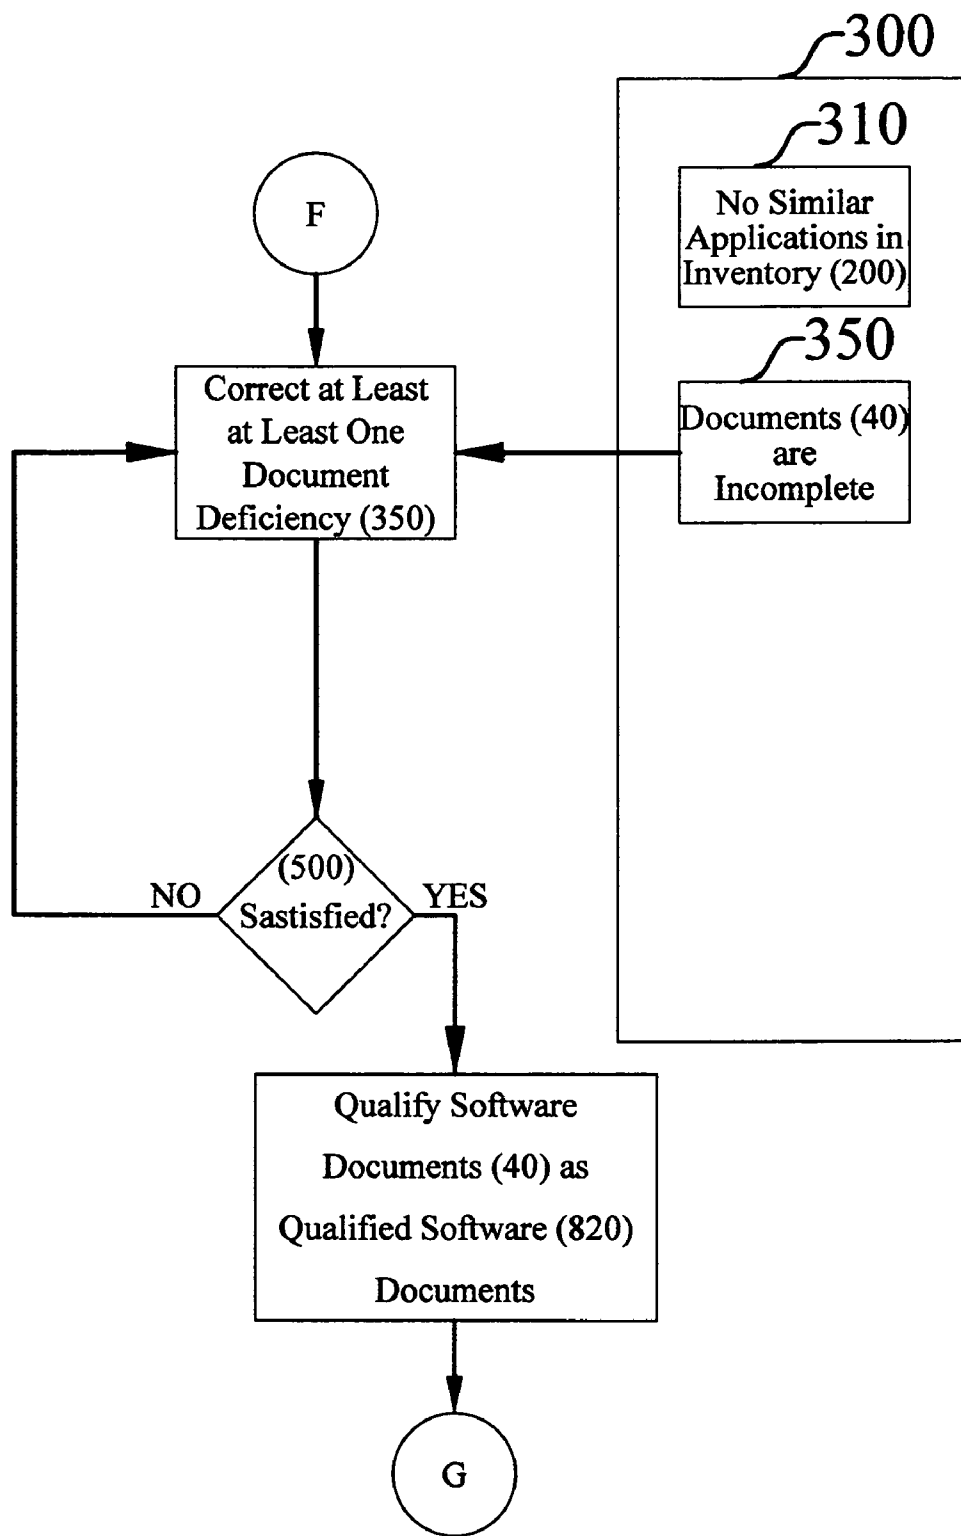 300
310
No Similar
Applications in
Inventory (200)
F
350
Correct at Least
at Least One
Document
Deficiency (350)
Documents (40)
are
Incomplete
(500)
NO
YES
Sastisfied?
Qualify Software
Documents (40) as
Qualified Software (820)
Documents
G